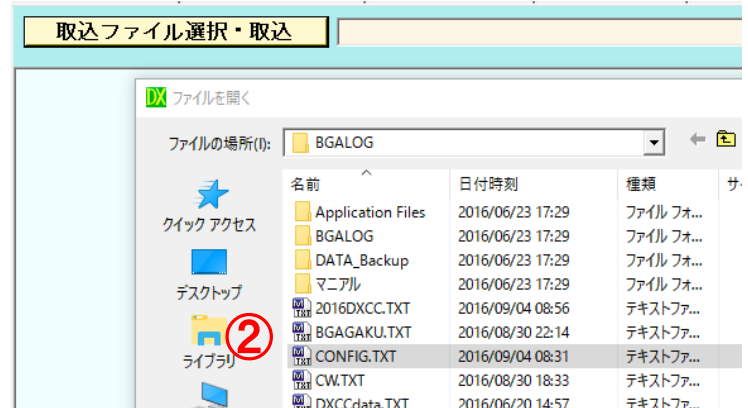 取込ファイル選択・取込
DX ファイルを開く
ファイルの場所(I): BGALOG
名前 日付時刻 種類 サイ
Application Files 2016/06/23 17:29 ファイル フォ...
クイック アクセス
BGALOG 2016/06/23 17:29 ファイル フォ...
DATA_Backup 2016/06/23 17:29 ファイル フォ...
マニアル 2016/06/23 17:29 ファイル フォ...
デスクトップ
2016DXCC.TXT 2016/09/04 08:56 テキストファ...
BGAGAKU.TXT 2016/08/30 22:14 テキストファ...
②
ライブラリ
CONFIG.TXT 2016/09/04 08:31 テキストファ...
CW.TXT 2016/08/30 18:33 テキストファ...
DXCCdata.TXT 2016/06/20 14:57 テキストファ...